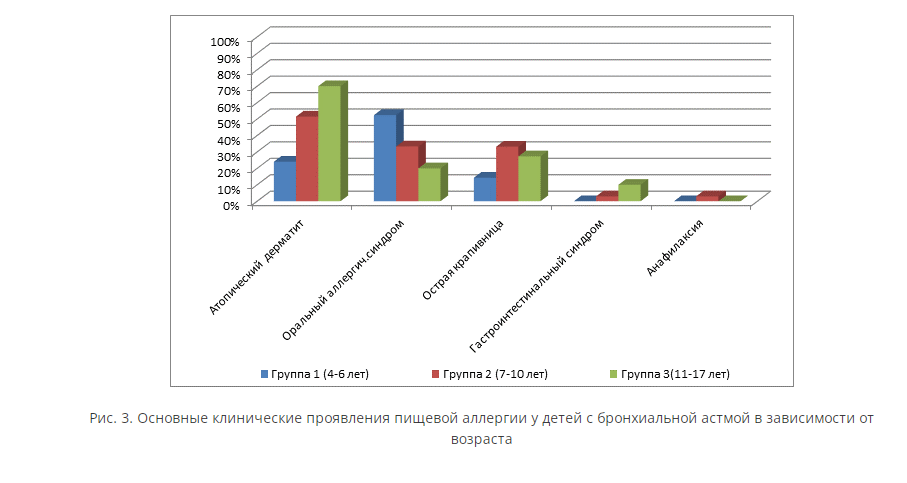 100%
90%
80%
70%
60%
50%
40%
30%
20%
10%
0%
Атопический дерматит
Оральный аллергич.синдром
Острая крапивница
Гастроинтестинальный синдром
Анафилаксия
Группа 1 (4-6 лет) Группа 2 (7-10 лет) Группа 3(11-17 лет)
Рис. 3. Основные клинические проявления пищевой аллергии у детей с бронхиальной астмой в зависимости от
возраста